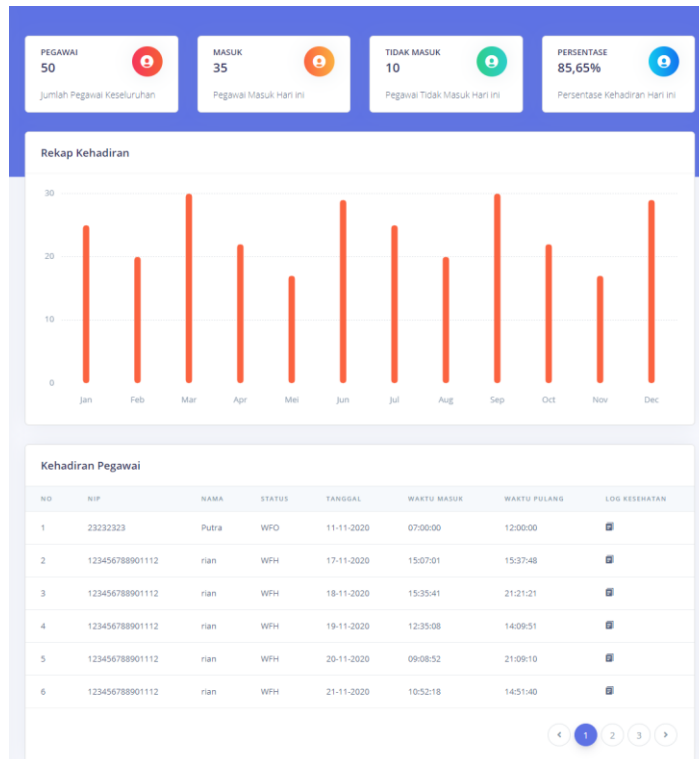 PEGAWAI MASUK TIDAK MASUK PERSENTASE
50 35 10 85,65%
Jumlah Pegawai Keseluruhan Pegawai Masuk Hari ini Pegawai Tidak Masuk Hari ini Persentase Kehadiran Hari ini
Rekap Kehadiran
30
20
10
0
Jan Feb Mar Apr Mei Jun Jul Aug Sep Oct Nov Dec
Kehadiran Pegawai
NO NIP NAMA STATUS TANGGAL WAKTU MASUK WAKTU PULANG LOG KESEHATAN
1 23232323 Putra WFO 11-11-2020 07:00:00 12:00:00
2 123456788901112 rian WFH 17-11-2020 15:07:01 15:37:48
3 123456788901112 rian WFH 18-11-2020 15:35:41 21:21:21
4 123456788901112 rian WFH 19-11-2020 12:35:08 14:09:51
5 123456788901112 rian WFH 20-11-2020 09:08:52 21:09:10
6 123456788901112 rian WFH 21-11-2020 10:52:18 14:51:40
1 2 3